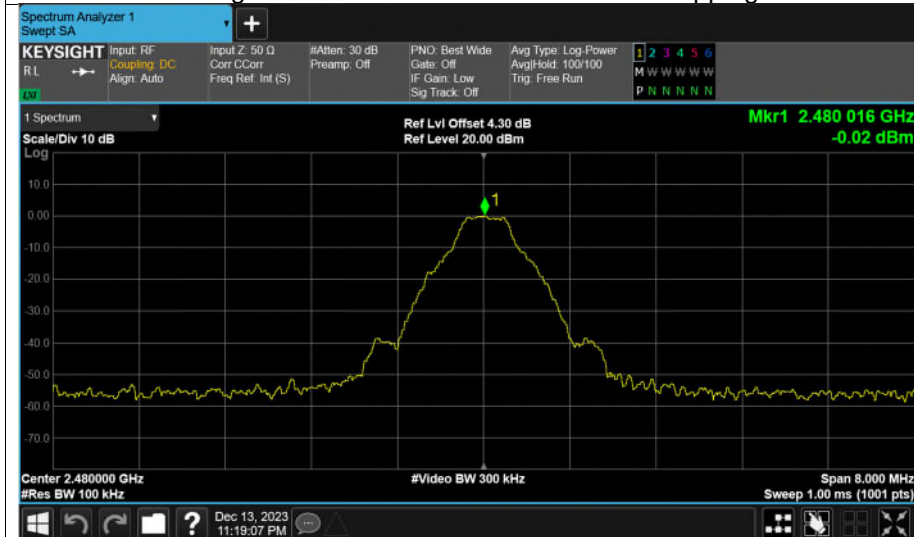 Spectrum Analyzer 1
Swept SA
+
KEYSIGHT
RL
LXI
Input: RF
Coupling: DC
Align: Auto
Input Z: 50 Ω
Corr CCorr
Freq Ref: Int (S)
#Atten: 30 dB
Preamp: Off
PNO: Best Wide
Gate: Off
IF Gain: Low
Sig Track: Off
Avg Type: Log-Power
Avg|Hold: 100/100
Trig: Free Run
1 2 3 4 5 6
M W W W W W
P N N N N N
1 Spectrum
Scale/Div 10 dB
Log
Ref Lvl Offset 4.30 dB
Ref Level 20.00 dBm
Mkr1 2.480 016 GHz
-0.02 dBm
10.0
1
0.00
-10.0
-20.0
-30.0
-40.0
-50.0
-60.0
-70.0
Center 2.480000 GHz
#Res BW 100 kHz
#Video BW 300 kHz
Span 8.000 MHz
Sweep 1.00 ms (1001 pts)
?
Dec 13, 2023
11:19:07 PM